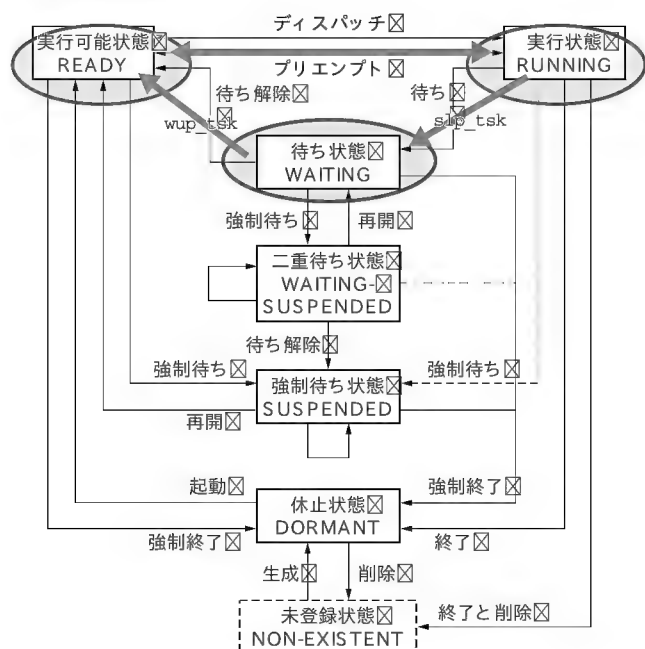 ディスパッチ
実行可能状態
READY
実行状態
RUNNING
プリエンプト
待ち解除
待ち
wup_tsk
slp_tsk
待ち状態
WAITING
強制待ち
再開
二重待ち状態
WAITING-
SUSPENDED
待ち解除
強制待ち
強制待ち
強制待ち状態
SUSPENDED
再開
起動
強制終了
休止状態
DORMANT
強制終了
終了
生成
削除
未登録状態
NON-EXISTENT
終了と削除